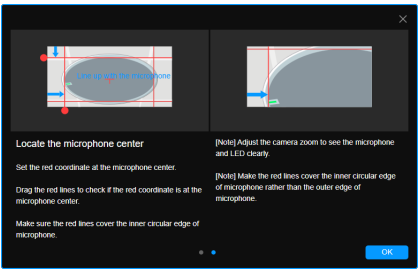 Line up with the microphone
Locate the microphone center
Set the red coordinate at the microphone center.
Drag the red lines to check if the red coordinate is at the
microphone center.
Make sure the red lines cover the inner circular edge of
microphone.
[Note] Adjust the camera zoom to see the microphone
and LED clearly.
[Note] Make the red lines cover the inner circular edge
of microphone rather than the outer edge of
microphone.
OK